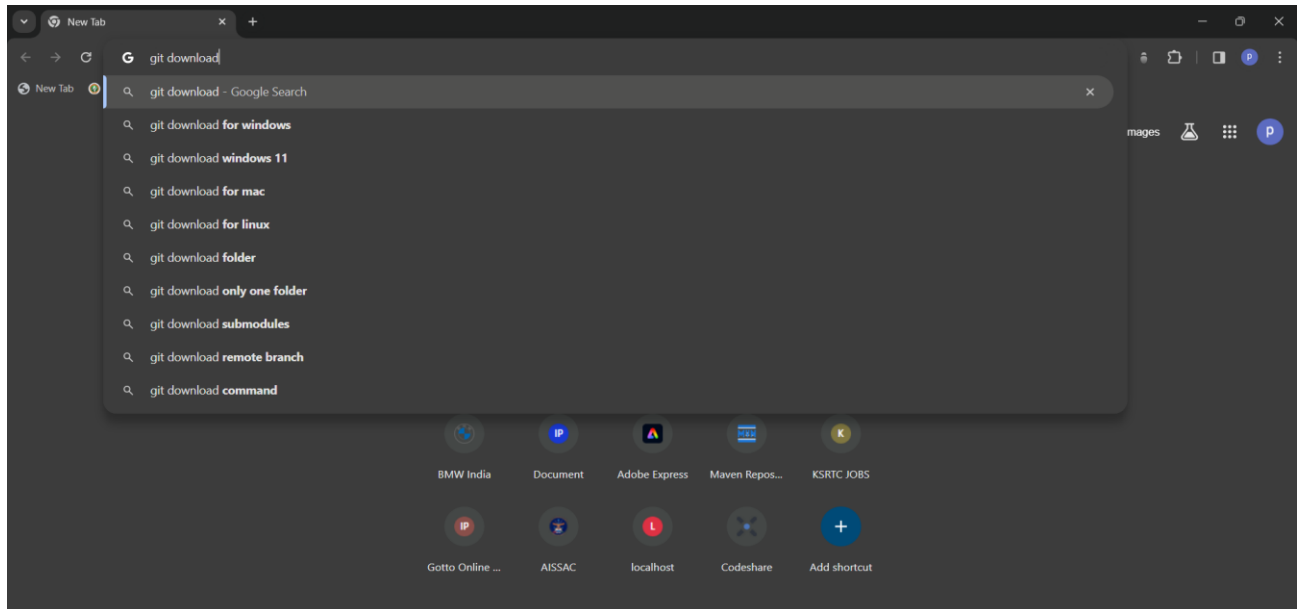 New Tab
G git download
P
New Tab
git download - Google Search
git download for windows
mages
P
git download windows 11
git download for mac
git download for linux
git download folder
git download only one folder
git download submodules
git download remote branch
git download command
IP
K
BMW India Document Adobe Express Maven Repos... KSRTC JOBS
IP L
Gotto Online ... AISSAC localhost Codeshare Add shortcut